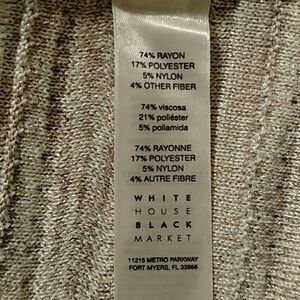 74% RAYON
17% POLYESTER
5% NYLON
4% OTHER FIBER
74% viscosa
21% poliéster
5% poliamida
74% RAYONNE
17% POLYESTER
5% NYLON
4% AUTRE FIBRE
WHITE
HOUSE
BLACK
MARKET
11215 METRO PARKWAY
FORT MYERS, FL 33966